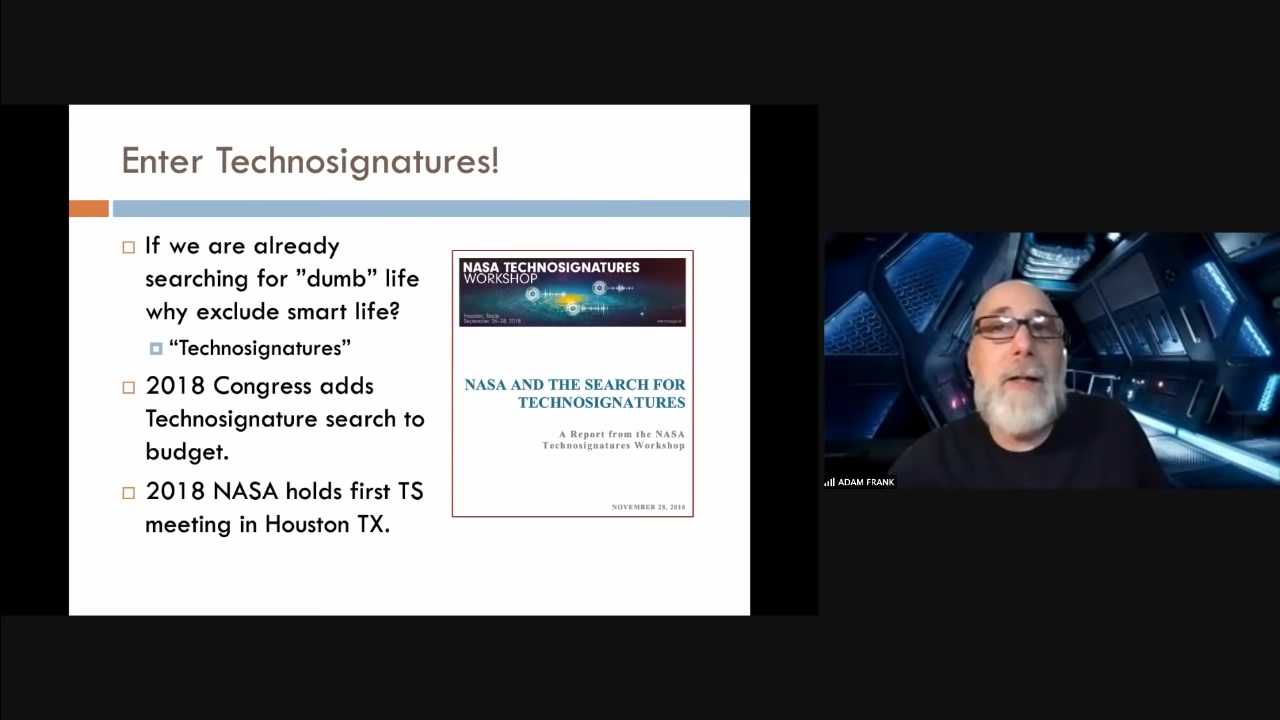 Enter Technosignatures!
If we are already
searching for ”dumb” life
why exclude smart life?
“Technosignatures”
2018 Congress adds
Technosignature search to
budget.
2018 NASA holds first TS
meeting in Houston TX.
NASA TECHNOSIGNATURES
WORKSHOP
Houston, Texas
September 26-28, 2018
NASA AND THE SEARCH FOR
TECHNOSIGNATURES
A Report from the NASA
Technosignatures Workshop
NOVEMBER 28, 2018
ADAM FRANK